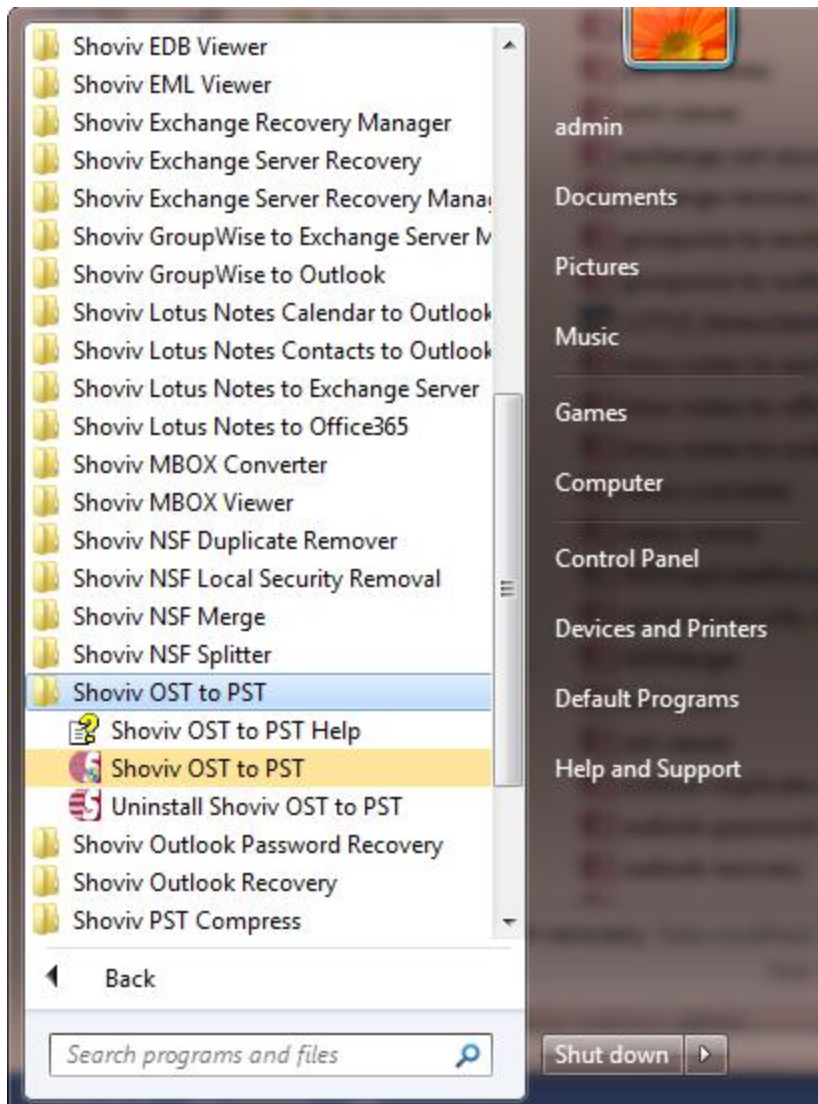 Shoviv EDB Viewer
Shoviv EML Viewer
Shoviv Exchange Recovery Manager
Shoviv Exchange Server Recovery
Shoviv Exchange Server Recovery Mana
Shoviv GroupWise to Exchange Server M
Shoviv GroupWise to Outlook
Shoviv Lotus Notes Calendar to Outlook
Shoviv Lotus Notes Contacts to Outlook
Shoviv Lotus Notes to Exchange Server
Shoviv Lotus Notes to Office365
Shoviv MBOX Converter
Shoviv MBOX Viewer
Shoviv NSF Duplicate Remover
Shoviv NSF Local Security Removal
Shoviv NSF Merge
Shoviv NSF Splitter
Shoviv OST to PST
Shoviv OST to PST Help
Shoviv OST to PST
Uninstall Shoviv OST to PST
Shoviv Outlook Password Recovery
Shoviv Outlook Recovery
Shoviv PST Compress
Back
Search programs and files
admin
Documents
Pictures
Music
Games
Computer
Control Panel
Devices and Printers
Default Programs
Help and Support
Shut down